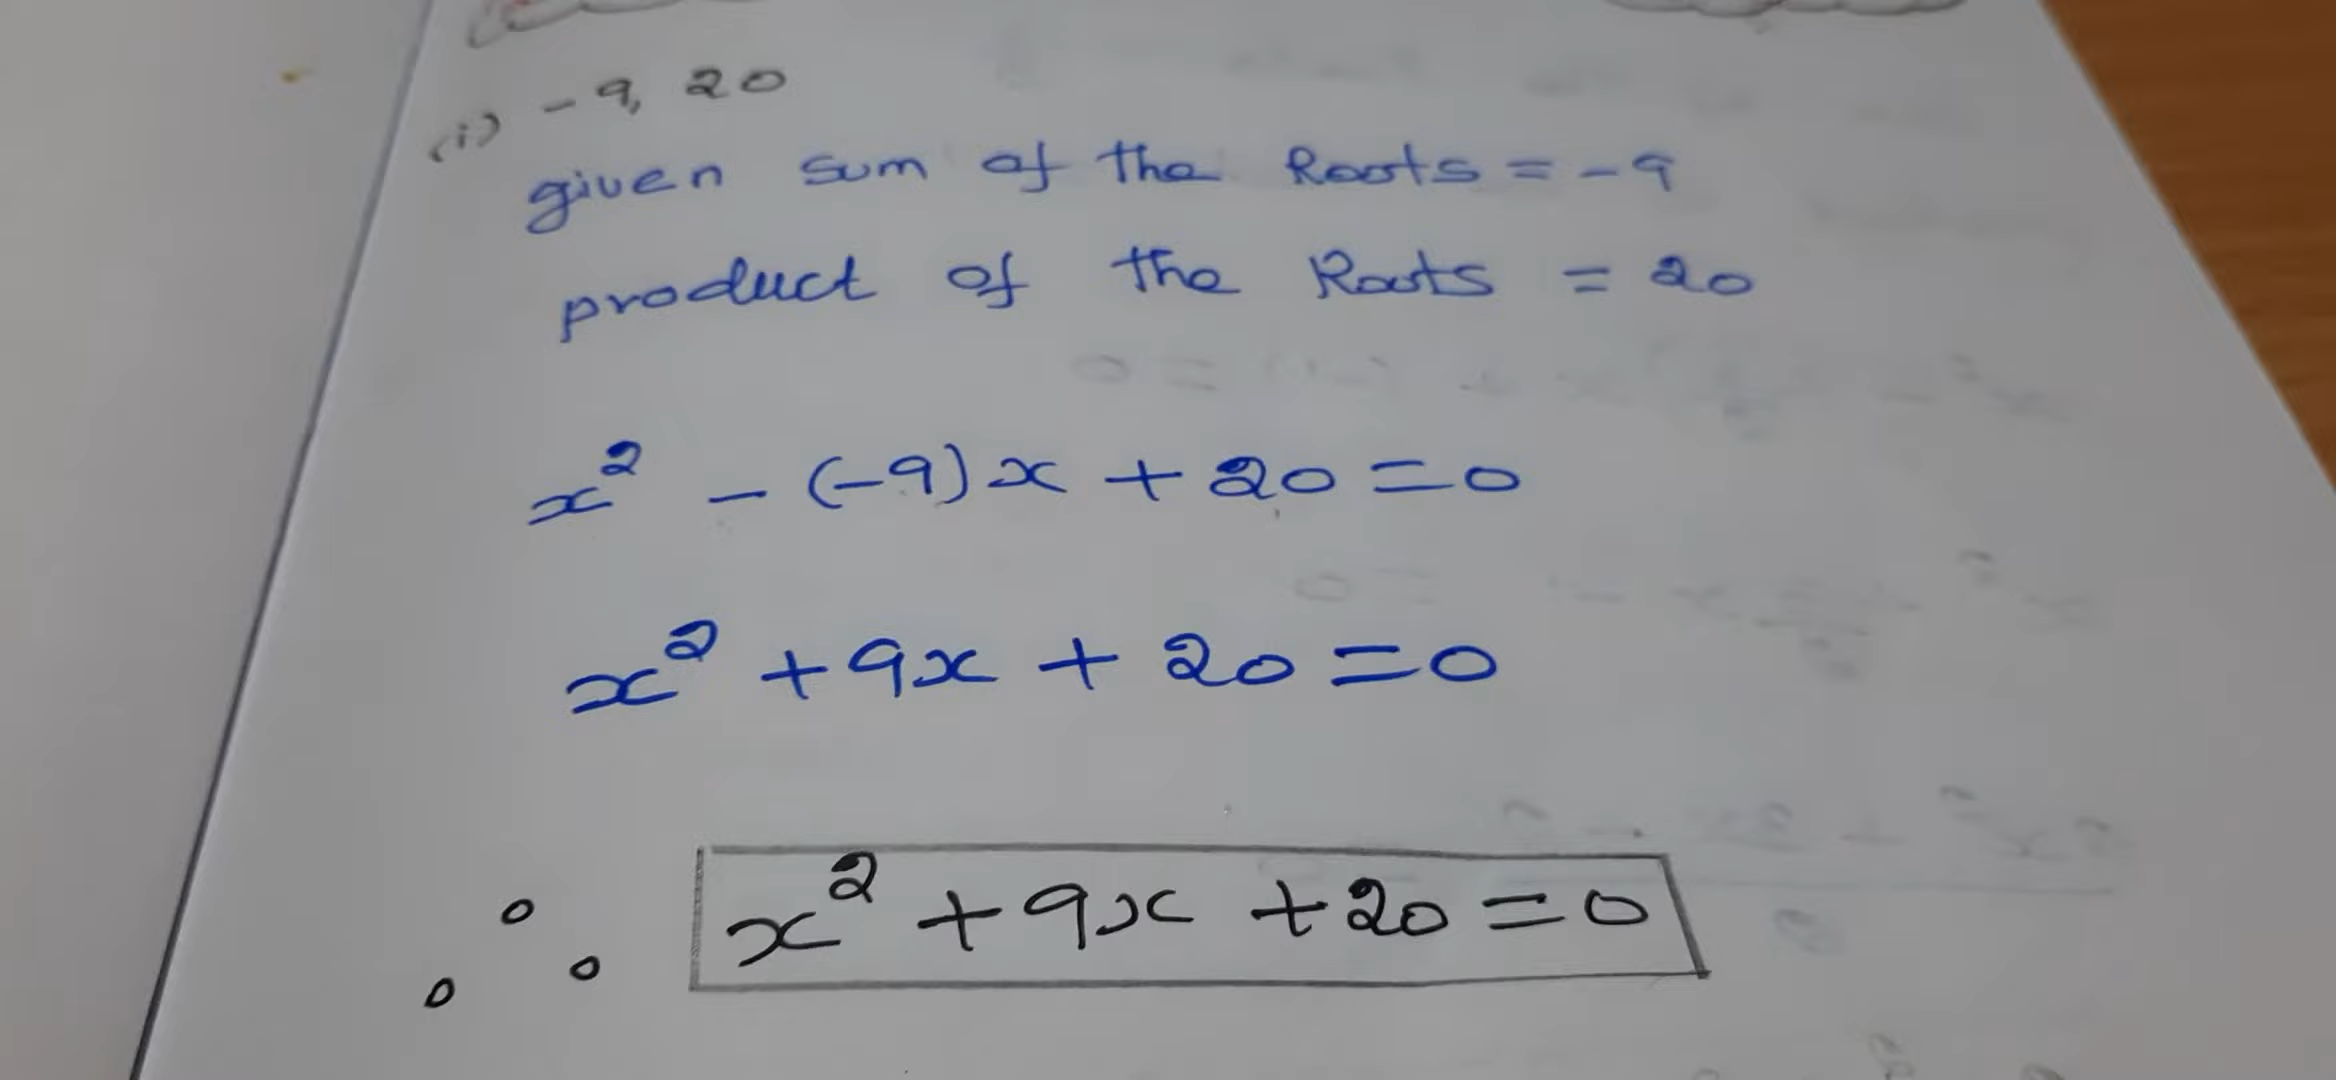 (i) -9, 20
given sum of the Roots = -9
product of the Roots = 20
x² - (-9)x + 20 = 0
x² + 9x + 20 = 0
∴ x² + 9x + 20 = 0